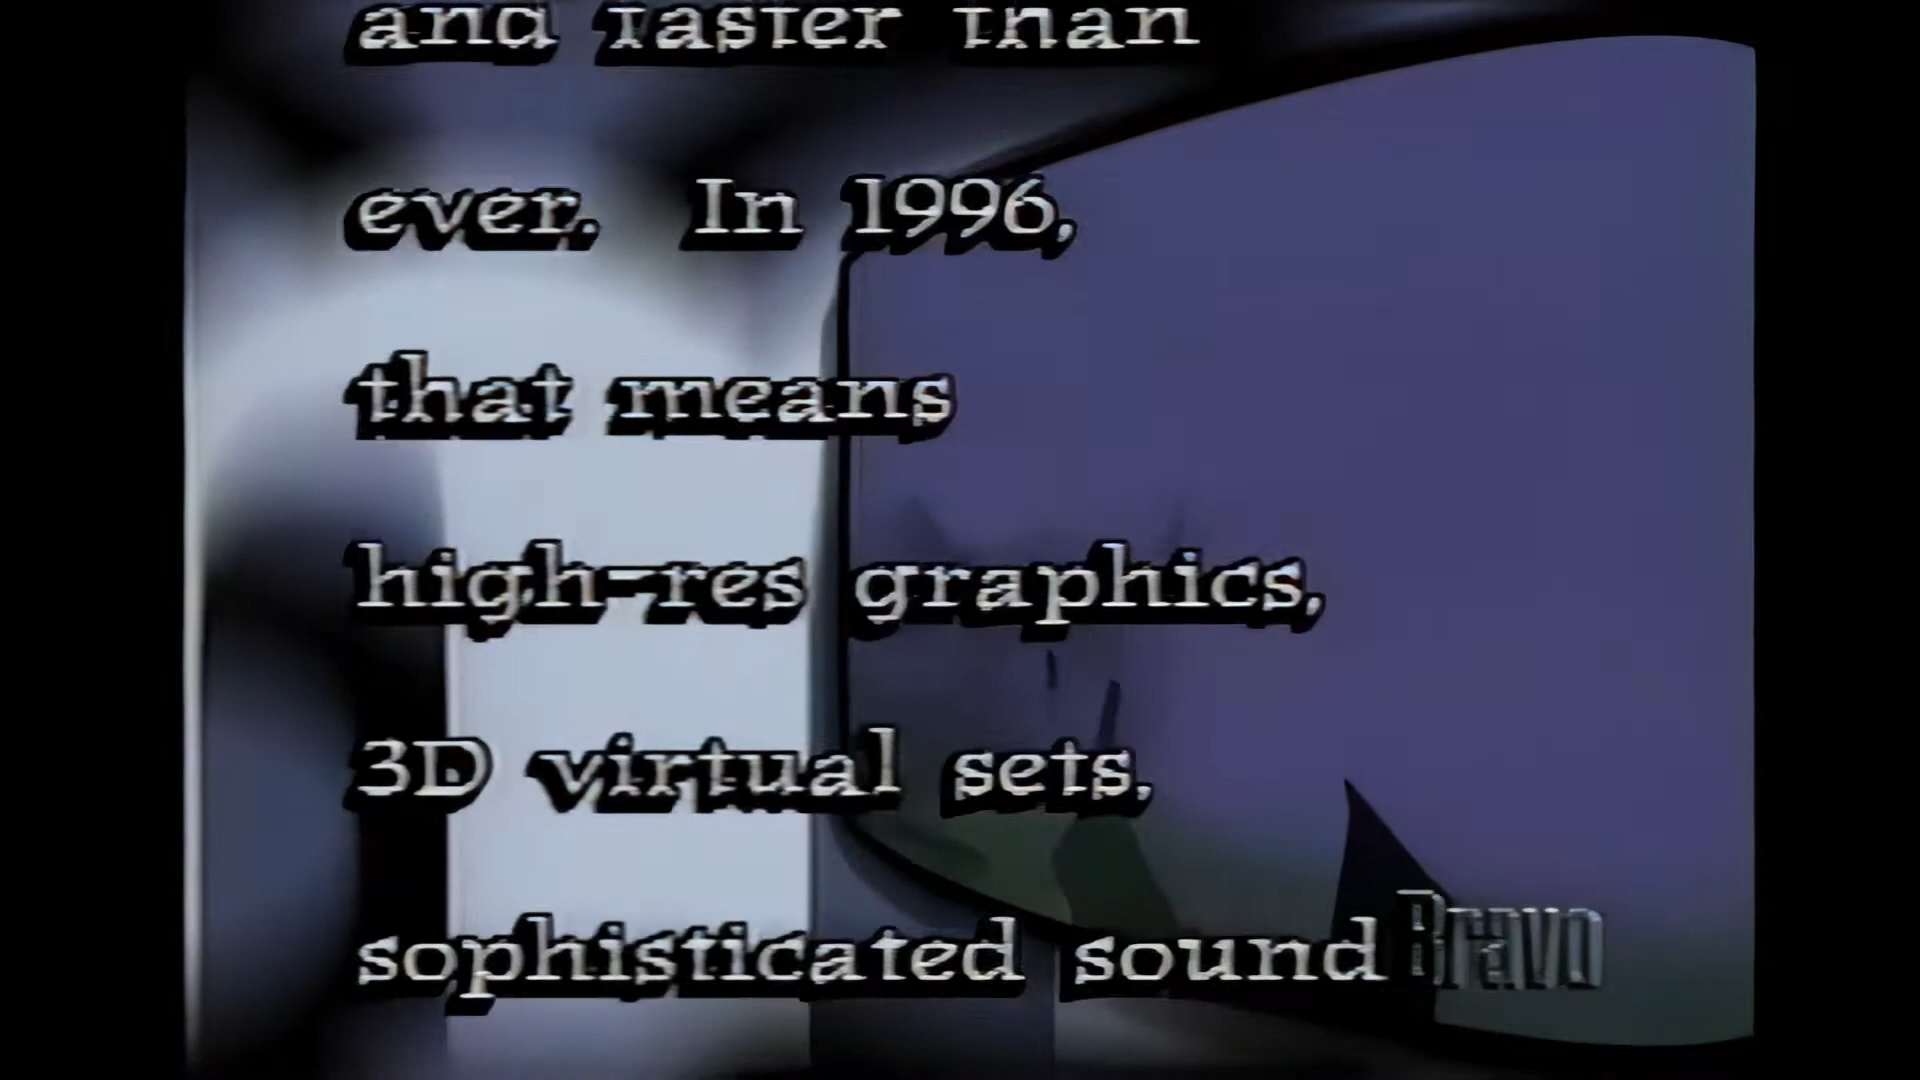 and faster than
ever. In 1996,
that means
high-res graphics,
3D virtual sets,
sophisticated sound
Bravo